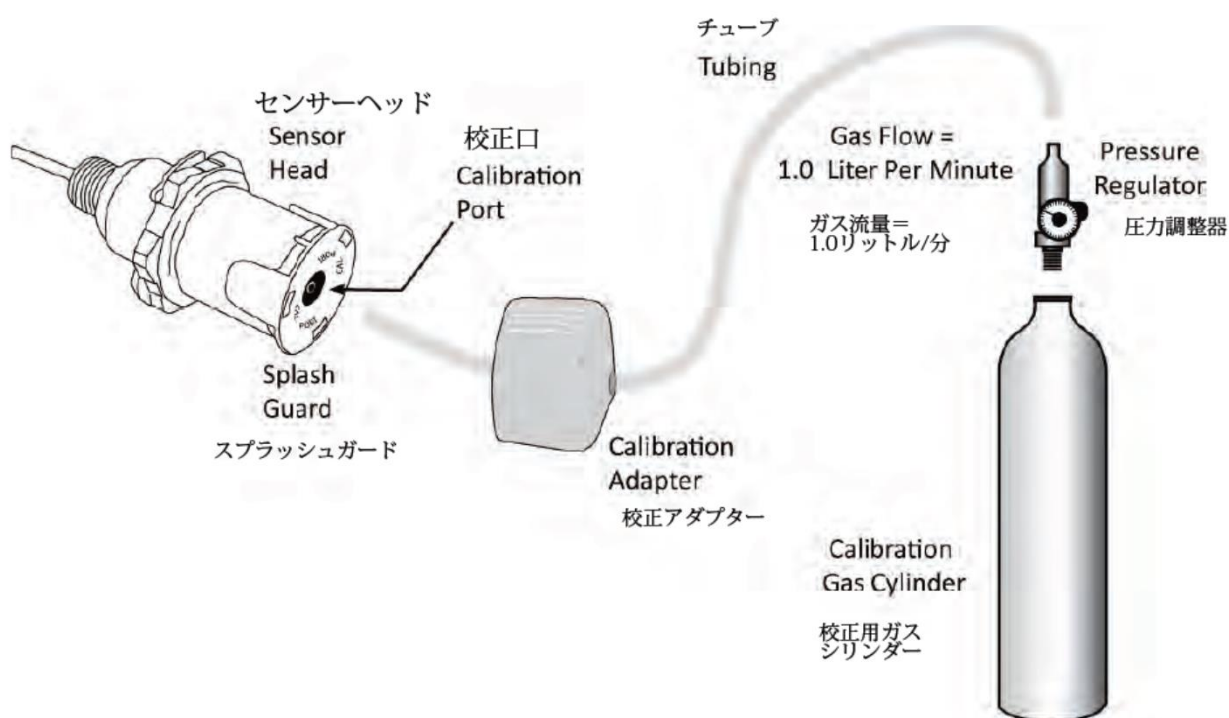 チューブ
Tubing
センサーヘッド
Sensor
Head
校正口
Calibration
Port
Gas Flow =
1.0 Liter Per Minute
ガス流量＝
1.0リットル/分
Pressure
Regulator
圧力調整器
CAL
PORT
CAL
PORT
Splash
Guard
スプラッシュガード
Calibration
Adapter
校正アダプター
Calibration
Gas Cylinder
校正用ガス
シリンダー